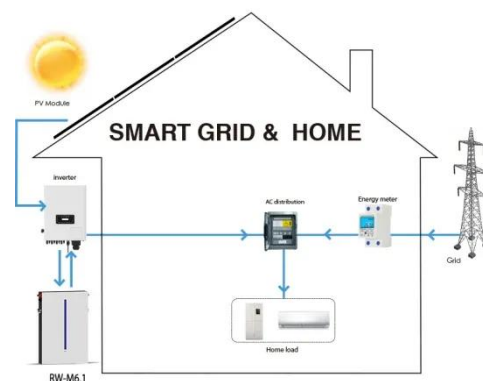 PV Module
SMART GRID & HOME
inverter
AC distribution
Energy meter
Grid
Home load
RW-M6.1